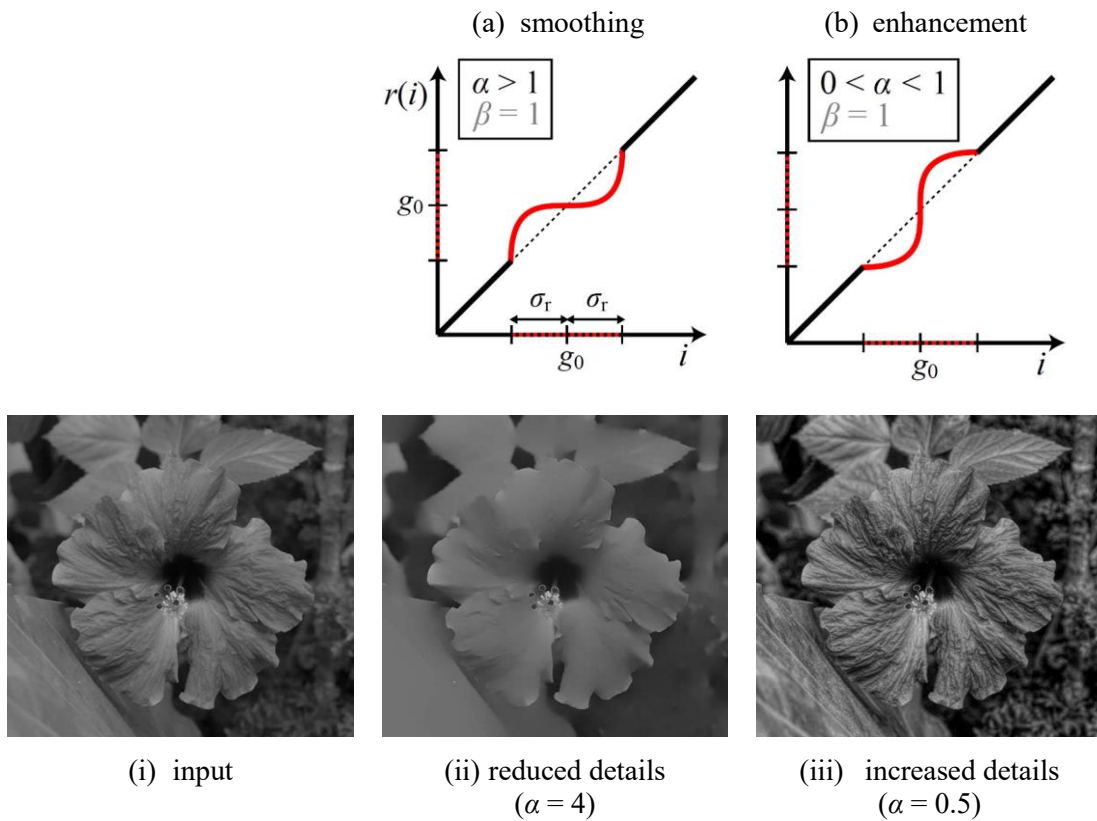 (a) smoothing
(b) enhancement
r(i)
α > 1
β = 1
g₀
σᵣ σᵣ
g₀
i
0 < α < 1
β = 1
g₀
i
(i) input
(ii) reduced details
(α = 4)
(iii) increased details
(α = 0.5)